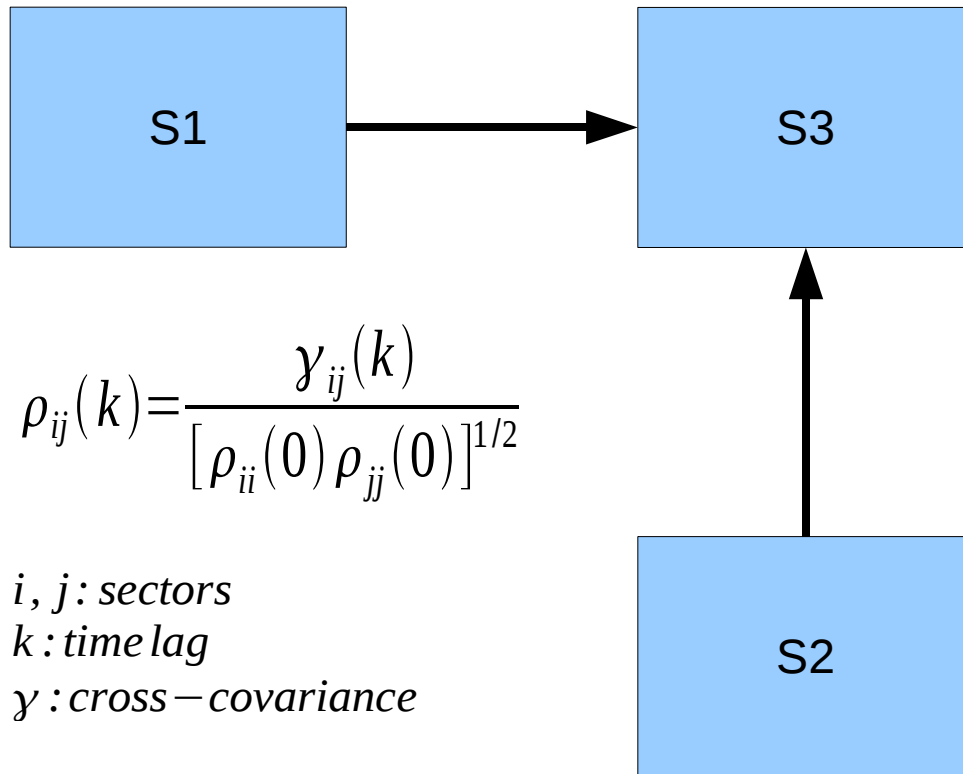 S1
S3
ρij(k)=γij(k)/[ρii(0)ρjj(0)]^1/2
i, j: sectors
k: time lag
γ: cross−covariance
S2